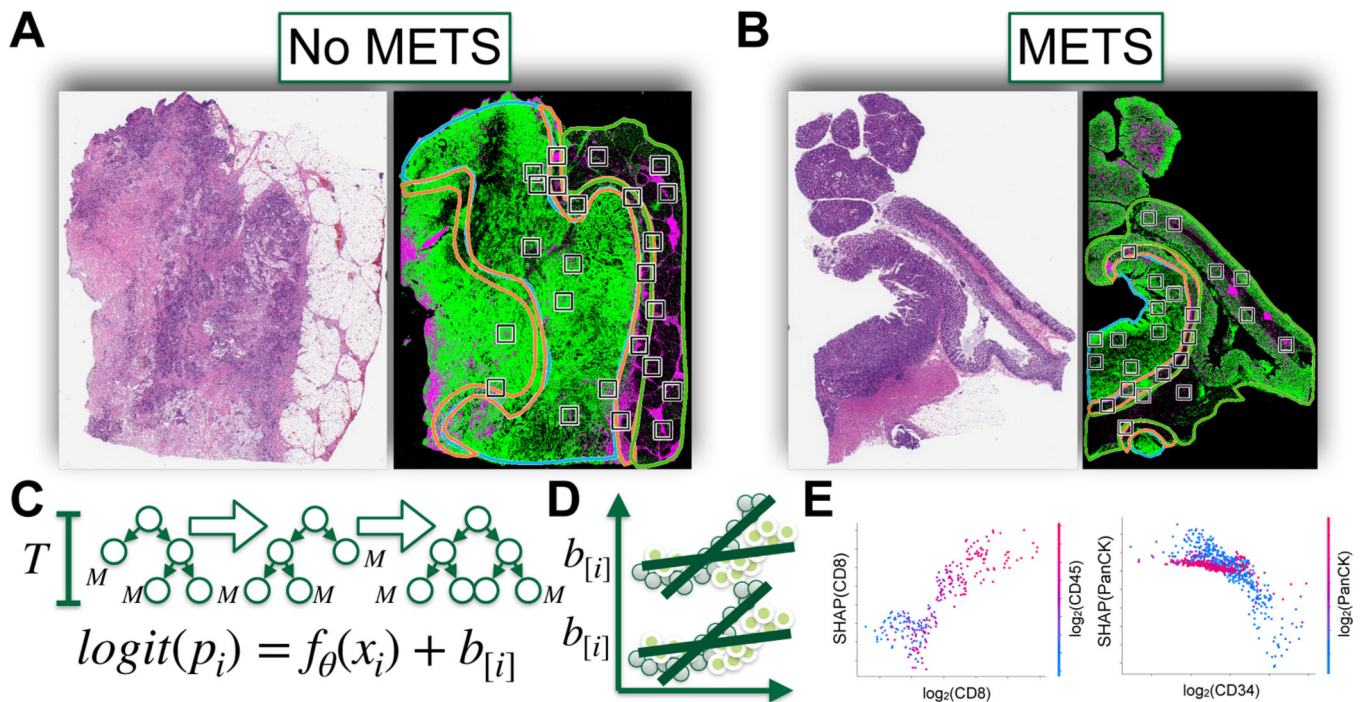 A
No METS
B
METS
C
T
M
M
M
M
M
M
M
logit(p_i) = f_θ(x_i) + b_[i]
D
b_[i]
b_[i]
E
SHAP(CD8)
log₂(CD8)
log₂(CD45)
SHAP(PanCK)
log₂(CD34)
log₂(PanCK)